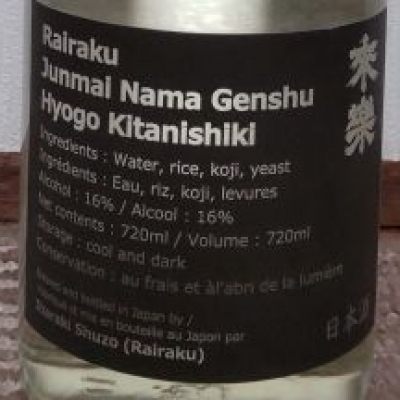 Rairaku
Junmai Nama Genshu
Hyogo Kitanishiki
Ingredients : Water, rice, koji, yeast
Ingrédients : Eau, riz, koji, levures
Alcohol : 16% / Alcool : 16%
Net contents : 720ml / Volume : 720ml
Storage : cool and dark
Conservation : au frais et à l'abri de la lumière
Brewed and bottled in Japan by /
et mis en bouteille au Japon par
Shuzo (Rairaku)
来樂
日本酒